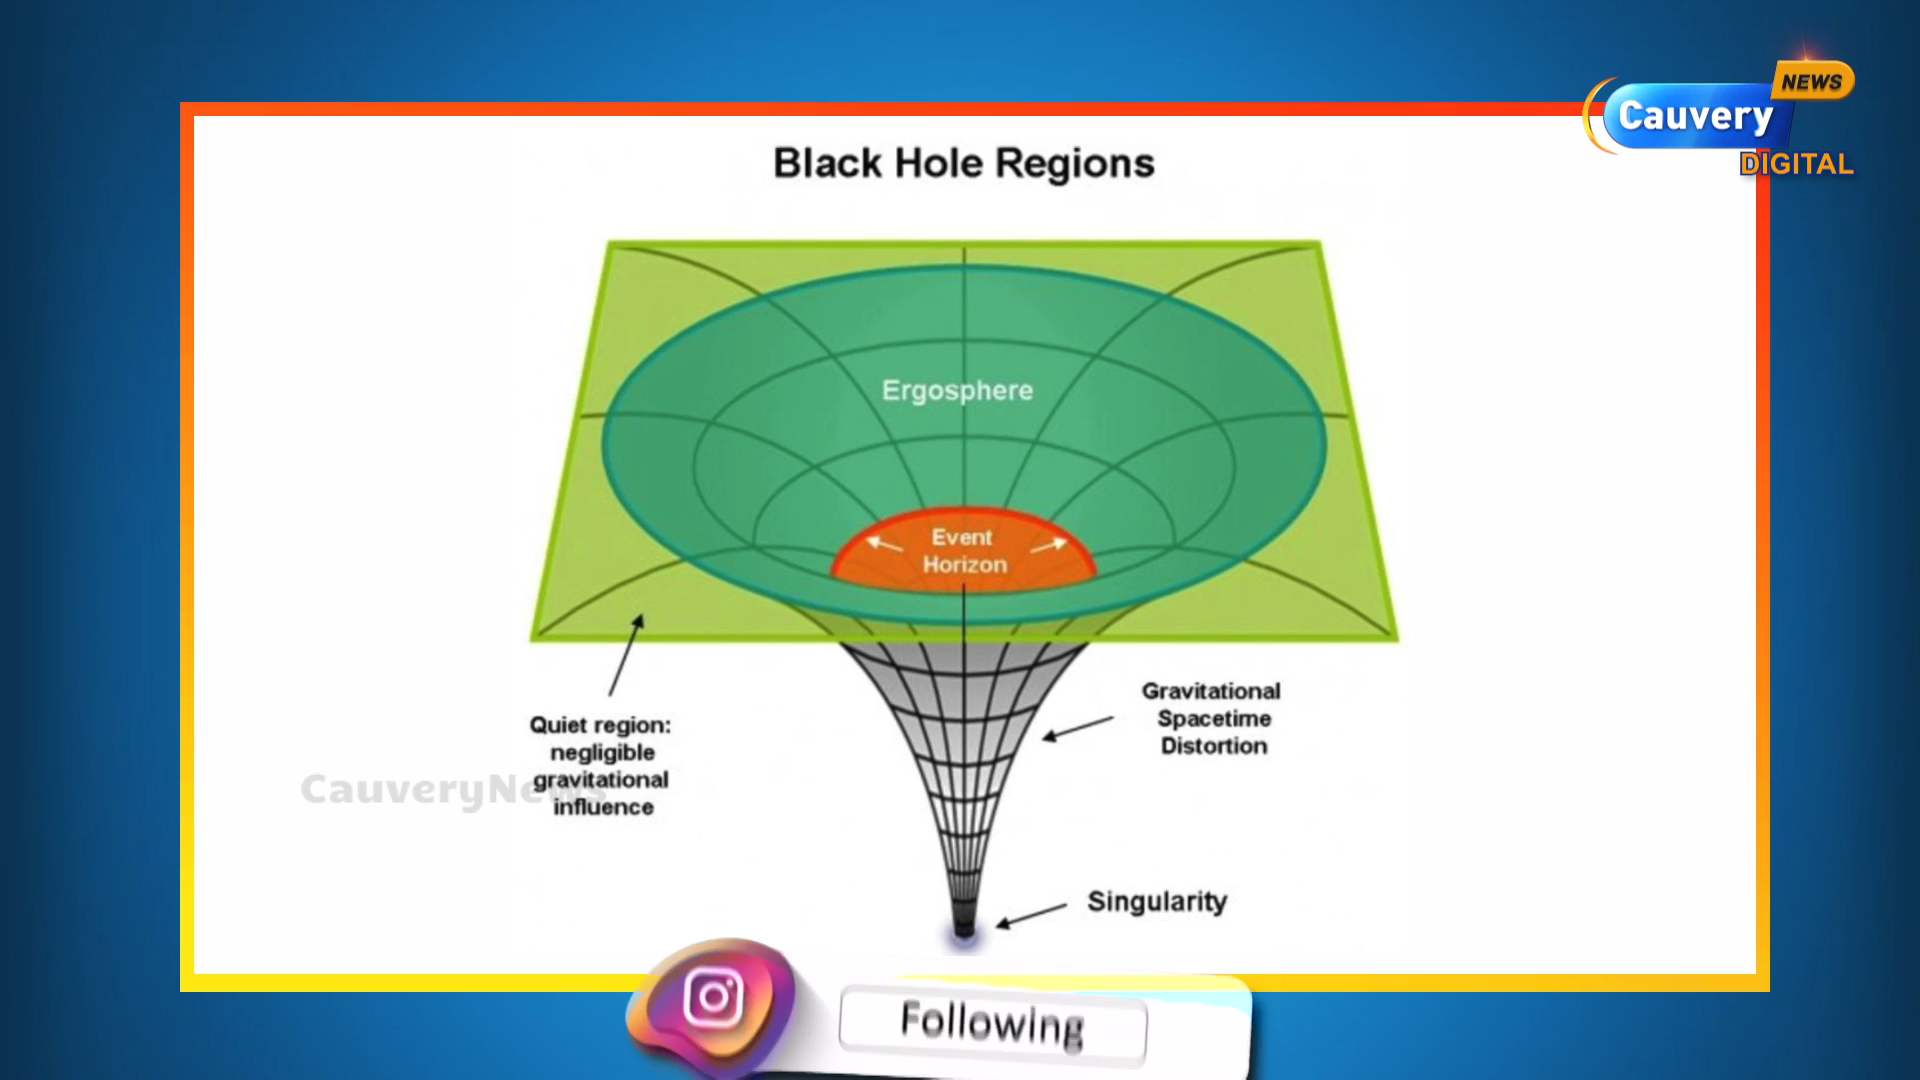 NEWS
Cauvery
DIGITAL
Black Hole Regions
Ergosphere
Event
Horizon
Gravitational
Spacetime
Distortion
Quiet region:
negligible
gravitational
influence
CauveryNews
Singularity
Following